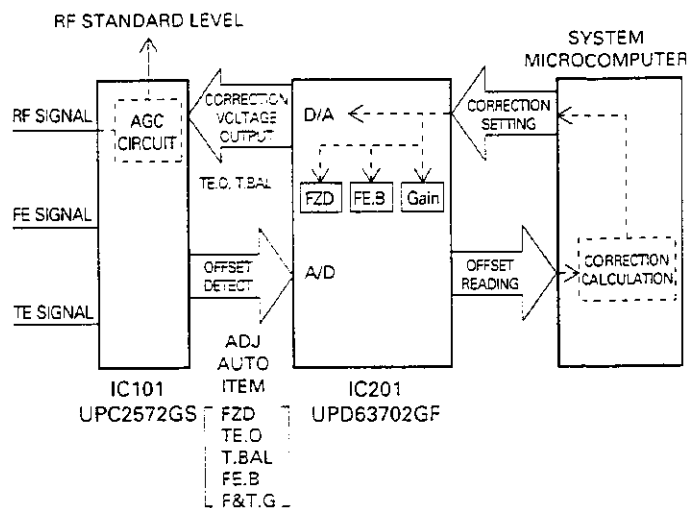 RF STANDARD LEVEL
SYSTEM
MICROCOMPUTER
RF SIGNAL
AGC
CIRCUIT
CORRECTION
VOLTAGE
OUTPUT
D/A
CORRECTION
SETTING
TE.O, T.BAL
FZD
FE.B
Gain
FE SIGNAL
OFFSET
DETECT
A/D
OFFSET
READING
CORRECTION
CALCULATION
TE SIGNAL
ADJ
AUTO
ITEM
IC101
UPC2572GS
IC201
UPD63702GF
FZD
TE.O
T.BAL
FE.B
F&T.G